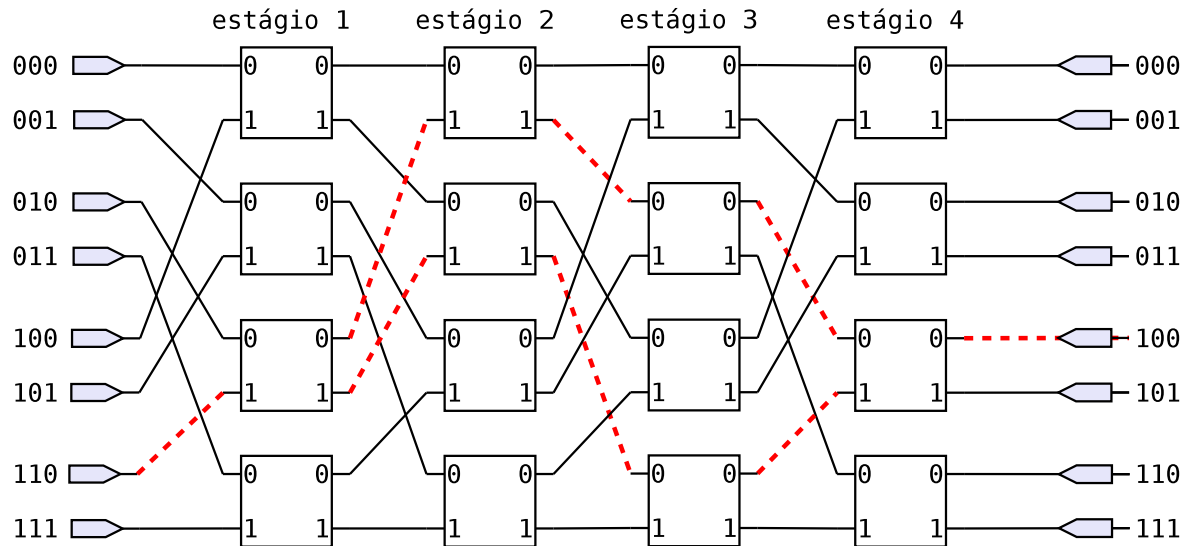 estágio 1 estágio 2 estágio 3 estágio 4
000 0 0 0 0 0 0 0 0 000
001 1 1 1 1 1 1 1 1 001
010 0 0 0 0 0 0 0 0 010
011 1 1 1 1 1 1 1 1 011
100 0 0 0 0 0 0 0 0 100
101 1 1 1 1 1 1 1 1 101
110 0 0 0 0 0 0 0 0 110
111 1 1 1 1 1 1 1 1 111